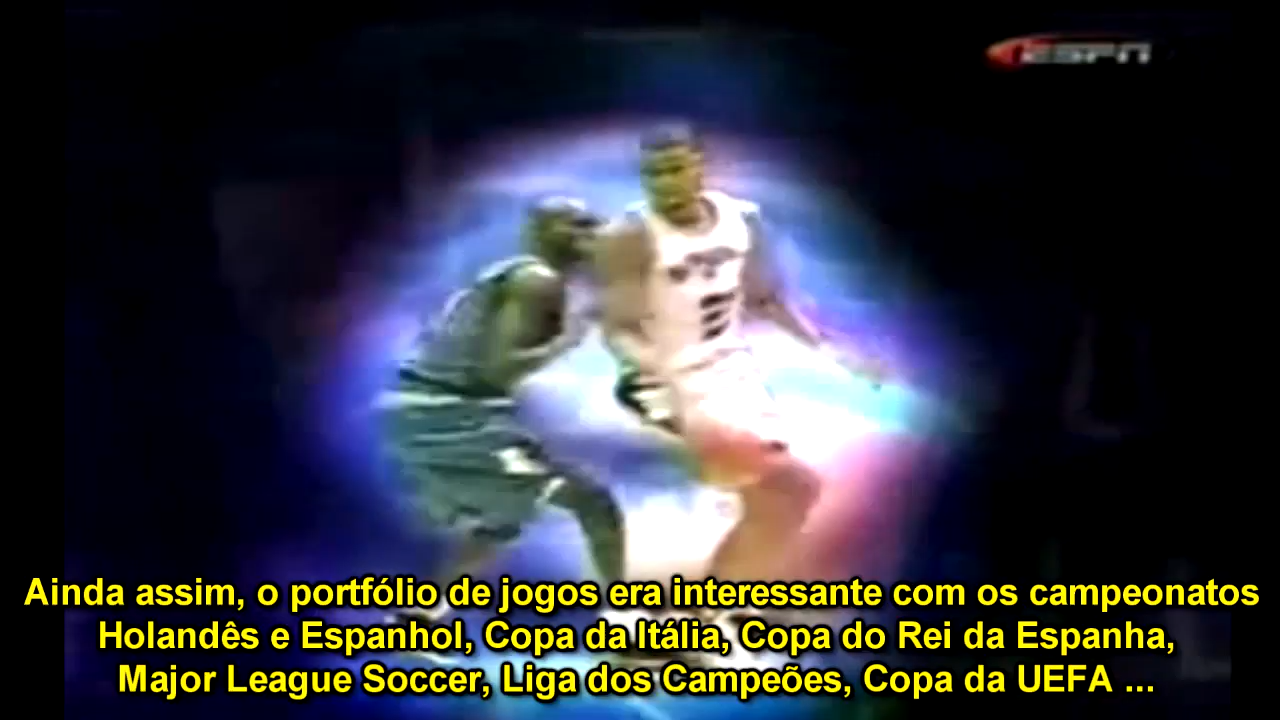 ESPN
Ainda assim, o portfólio de jogos era interessante com os campeonatos
Holandês e Espanhol, Copa da Itália, Copa do Rei da Espanha,
Major League Soccer, Liga dos Campeões, Copa da UEFA ...